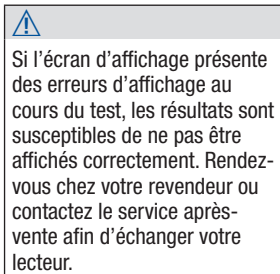 Si l’écran d’affichage présente
des erreurs d’affichage au
cours du test, les résultats sont
susceptibles de ne pas être
affichés correctement. Rendez-
vous chez votre revendeur ou
contactez le service après-
vente afin d’échanger votre
lecteur.